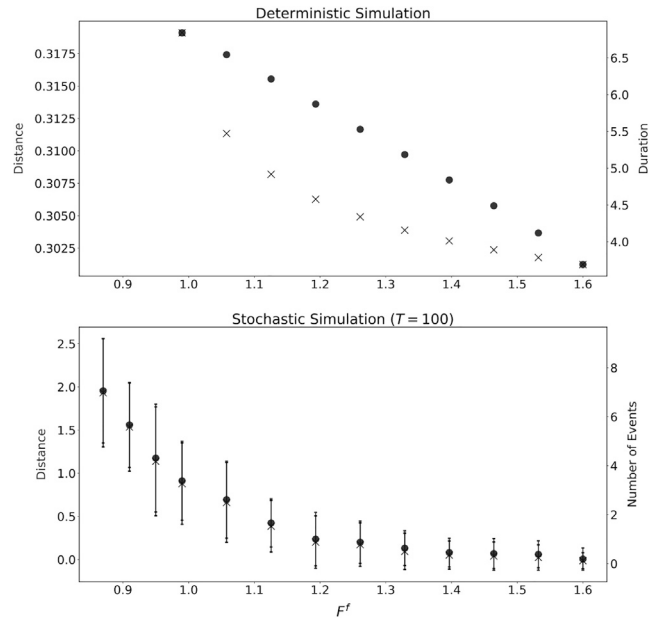 Deterministic Simulation
0.3175
0.3150
0.3125
0.3100
0.3075
0.3050
0.3025
Distance
6.5
6.0
5.5
5.0
4.5
4.0
Duration
0.9 1.0 1.1 1.2 1.3 1.4 1.5 1.6
Stochastic Simulation (T = 100)
2.5
2.0
1.5
1.0
0.5
0.0
Distance
8
6
4
2
0
Number of Events
0.9 1.0 1.1 1.2 1.3 1.4 1.5 1.6
F^f